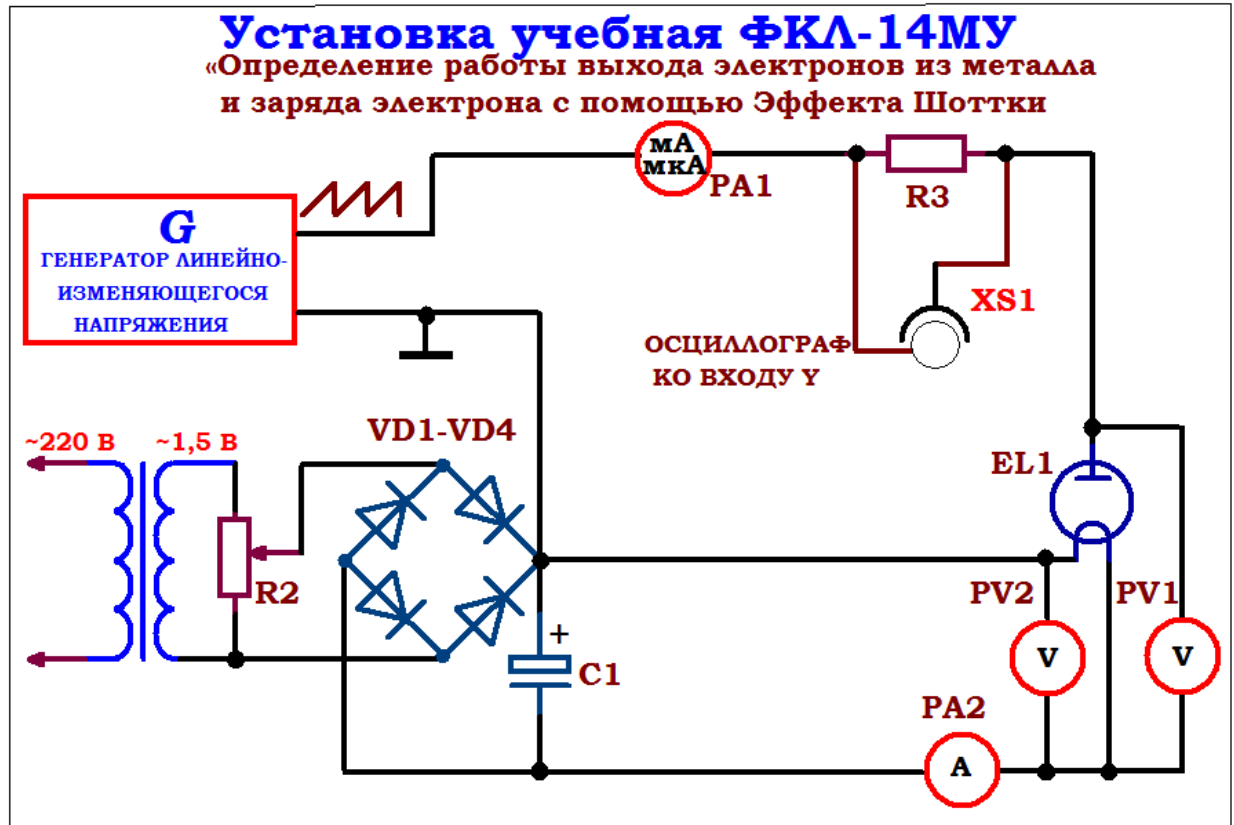 Установка учебная ФКЛ-14МУ
«Определение работы выхода электронов из металла
и заряда электрона с помощью Эффекта Шоттки
мА
мкА
PA1
R3
G
ГЕНЕРАТОР ЛИНЕЙНО-
ИЗМЕНЯЮЩЕГОСЯ
НАПРЯЖЕНИЯ
XS1
ОСЦИЛЛОГРАФ
КО ВХОДУ Y
~220 В
~1,5 В
VD1-VD4
EL1
R2
PV2
PV1
+
C1
V
V
PA2
A